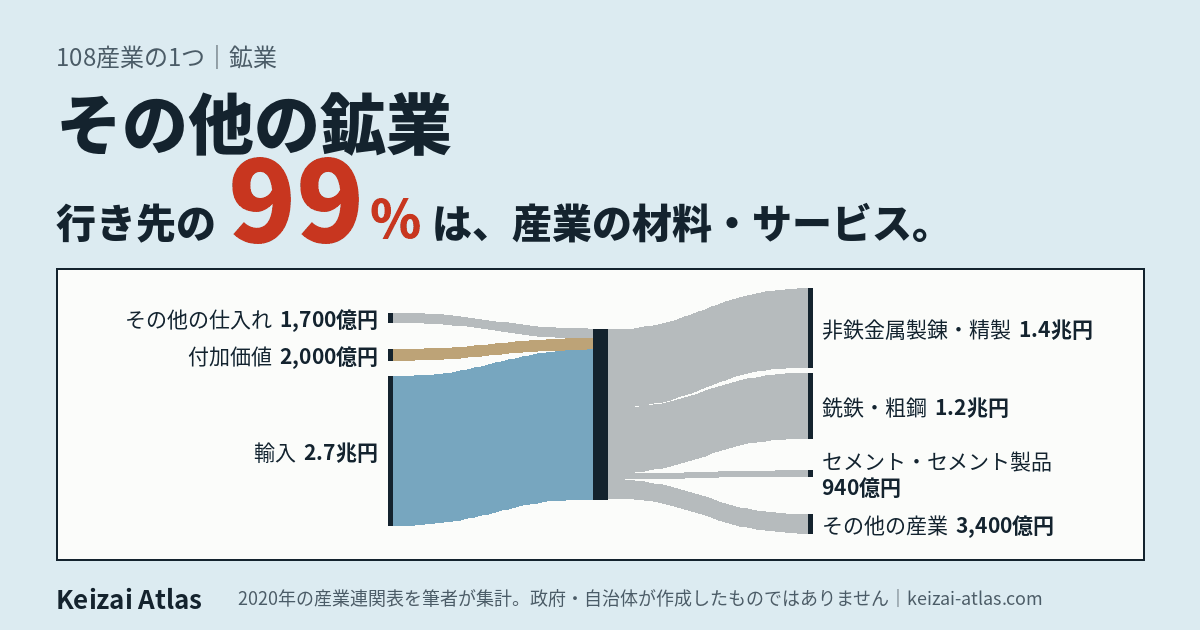 108産業の1つ｜鉱業
その他の鉱業
行き先の 99% は、産業の材料・サービス。
その他の仕入れ 1,700億円
付加価値 2,000億円
輸入 2.7兆円
非鉄金属製錬・精製 1.4兆円
銑鉄・粗鋼 1.2兆円
セメント・セメント製品
940億円
その他の産業 3,400億円
Keizai Atlas 2020年の産業連関表を筆者が集計。政府・自治体が作成したものではありません｜keizai-atlas.com